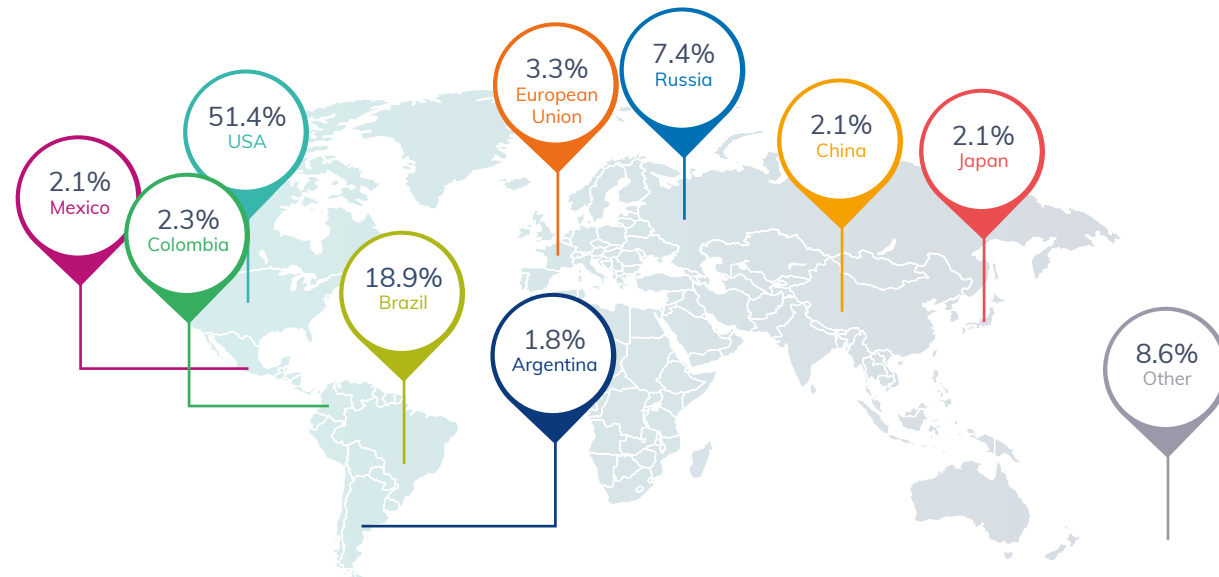 7.4%
Russia
3.3%
European
Union
51.4%
USA
2.1%
China
2.1%
Japan
2.1%
Mexico
2.3%
Colombia
18.9%
Brazil
1.8%
Argentina
8.6%
Other